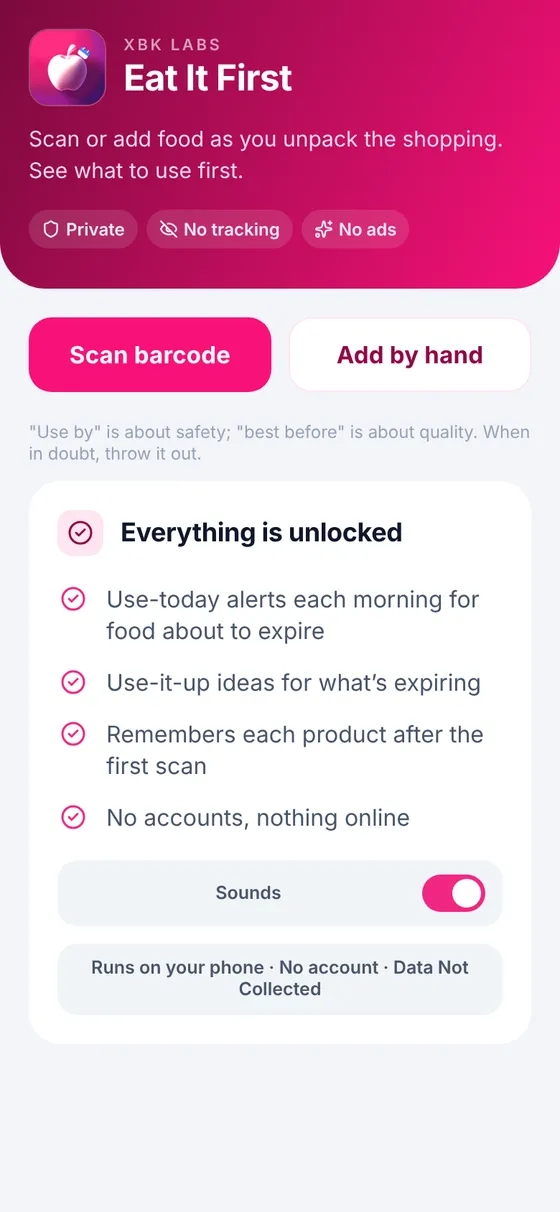 XBK LABS
Eat It First
Scan or add food as you unpack the shopping.
See what to use first.
Private
No tracking
No ads
Scan barcode
Add by hand
"Use by" is about safety; "best before" is about quality. When
in doubt, throw it out.
Everything is unlocked
Use-today alerts each morning for
food about to expire
Use-it-up ideas for what’s expiring
Remembers each product after the
first scan
No accounts, nothing online
Sounds
Runs on your phone · No account · Data Not
Collected